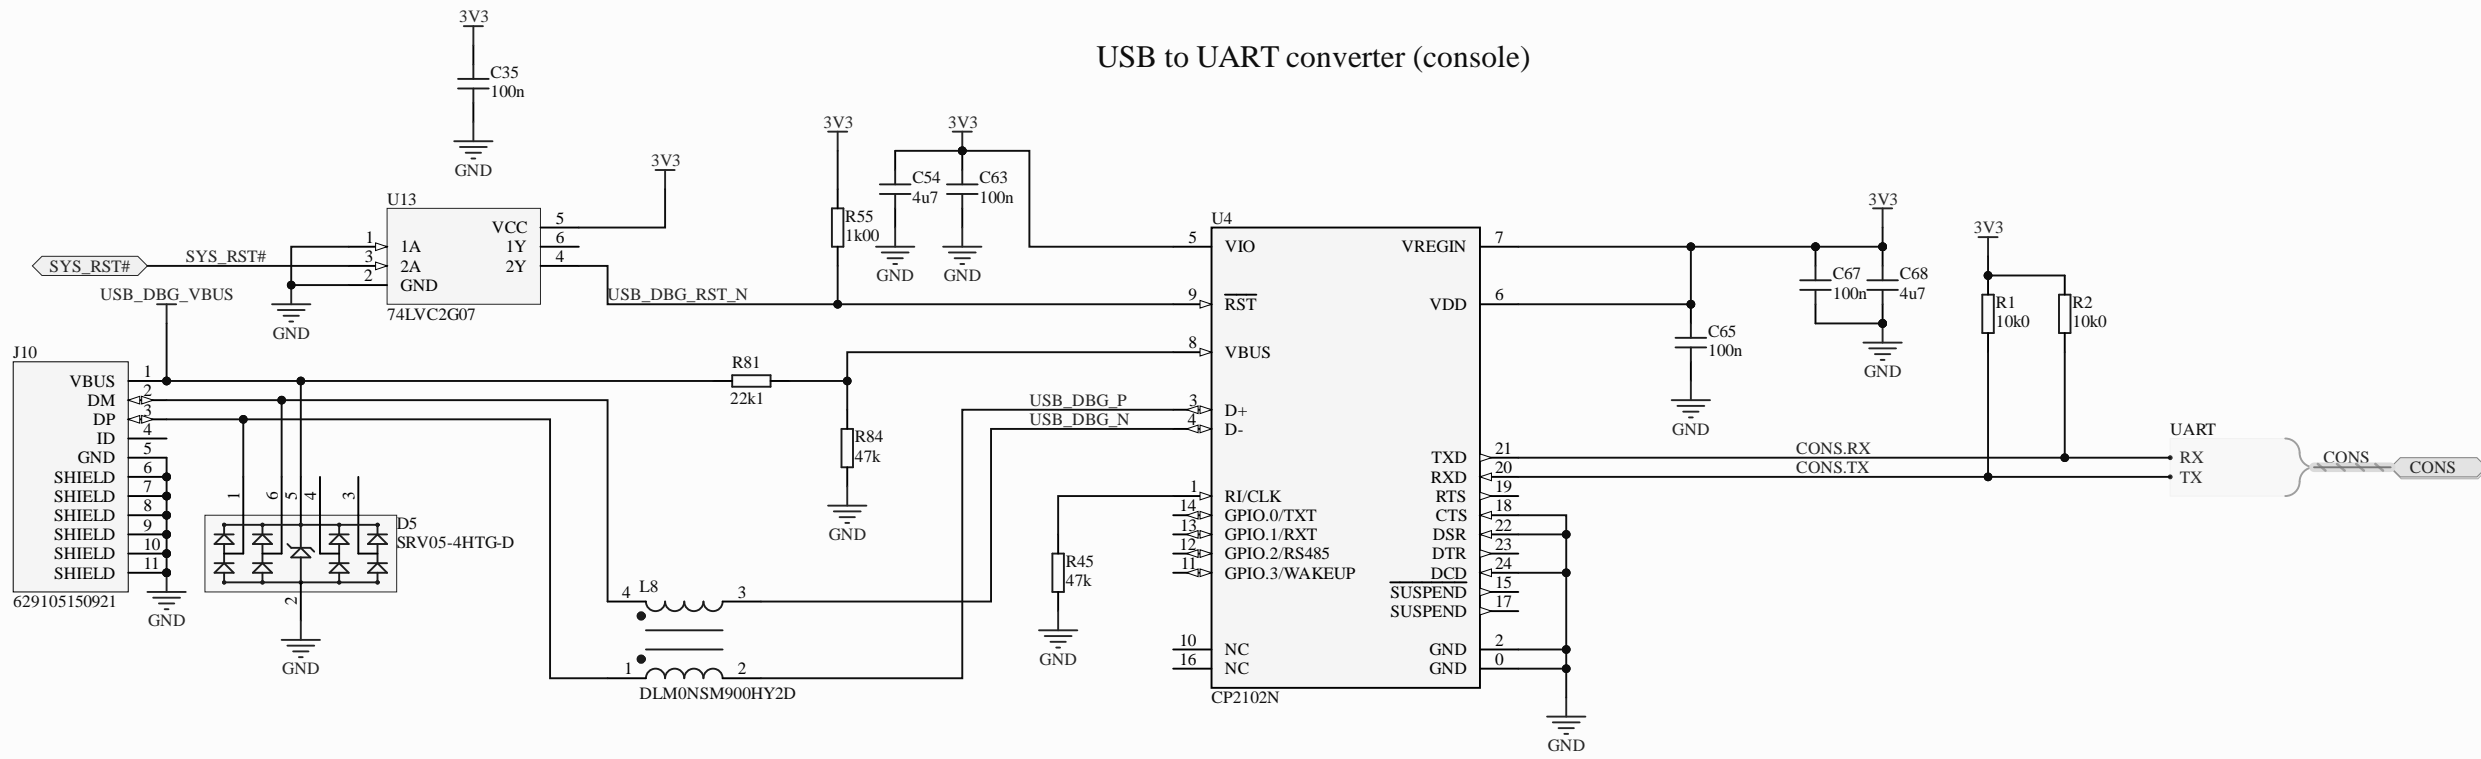 USB to UART converter (console)
3V3
C35
100n
GND
3V3
U13
VCC 5
1 1A 1Y 6
3 2A 2Y 4
2 GND
74LVC2G07
SYS_RST# SYS_RST#
GND
USB_DBG_RST_N
3V3
R55
1k00
3V3
C54
4u7
C63
100n
GND GND
USB_DBG_VBUS
J10
VBUS 1
DM 2
DP 3
ID 4
GND 5
SHIELD 6
SHIELD 7
SHIELD 8
SHIELD 9
SHIELD 10
SHIELD 11
629105150921
GND
1 6 5 4 3
D5
SRV05-4HTG-D
2
GND
R81
22k1
R84
47k
GND
4 L8 3
1 2
DLM0NSM900HY2D
USB_DBG_P
USB_DBG_N
R45
47k
GND
U4
5 VIO VREGIN 7
9 RST VDD 6
8 VBUS
3 D+
4 D-
TXD 21
RXD 20
1 RI/CLK RTS 19
14 GPIO.0/TXT CTS 18
13 GPIO.1/RXT DSR 22
12 GPIO.2/RS485 DTR 23
11 GPIO.3/WAKEUP DCD 24
SUSPEND 15
SUSPEND 17
10 NC GND 2
16 NC GND 0
CP2102N
GND
C65
100n
GND
3V3
C67
100n
C68
4u7
GND
3V3
R1
10k0
R2
10k0
CONS.RX
CONS.TX
UART
RX
TX
CONS CONS